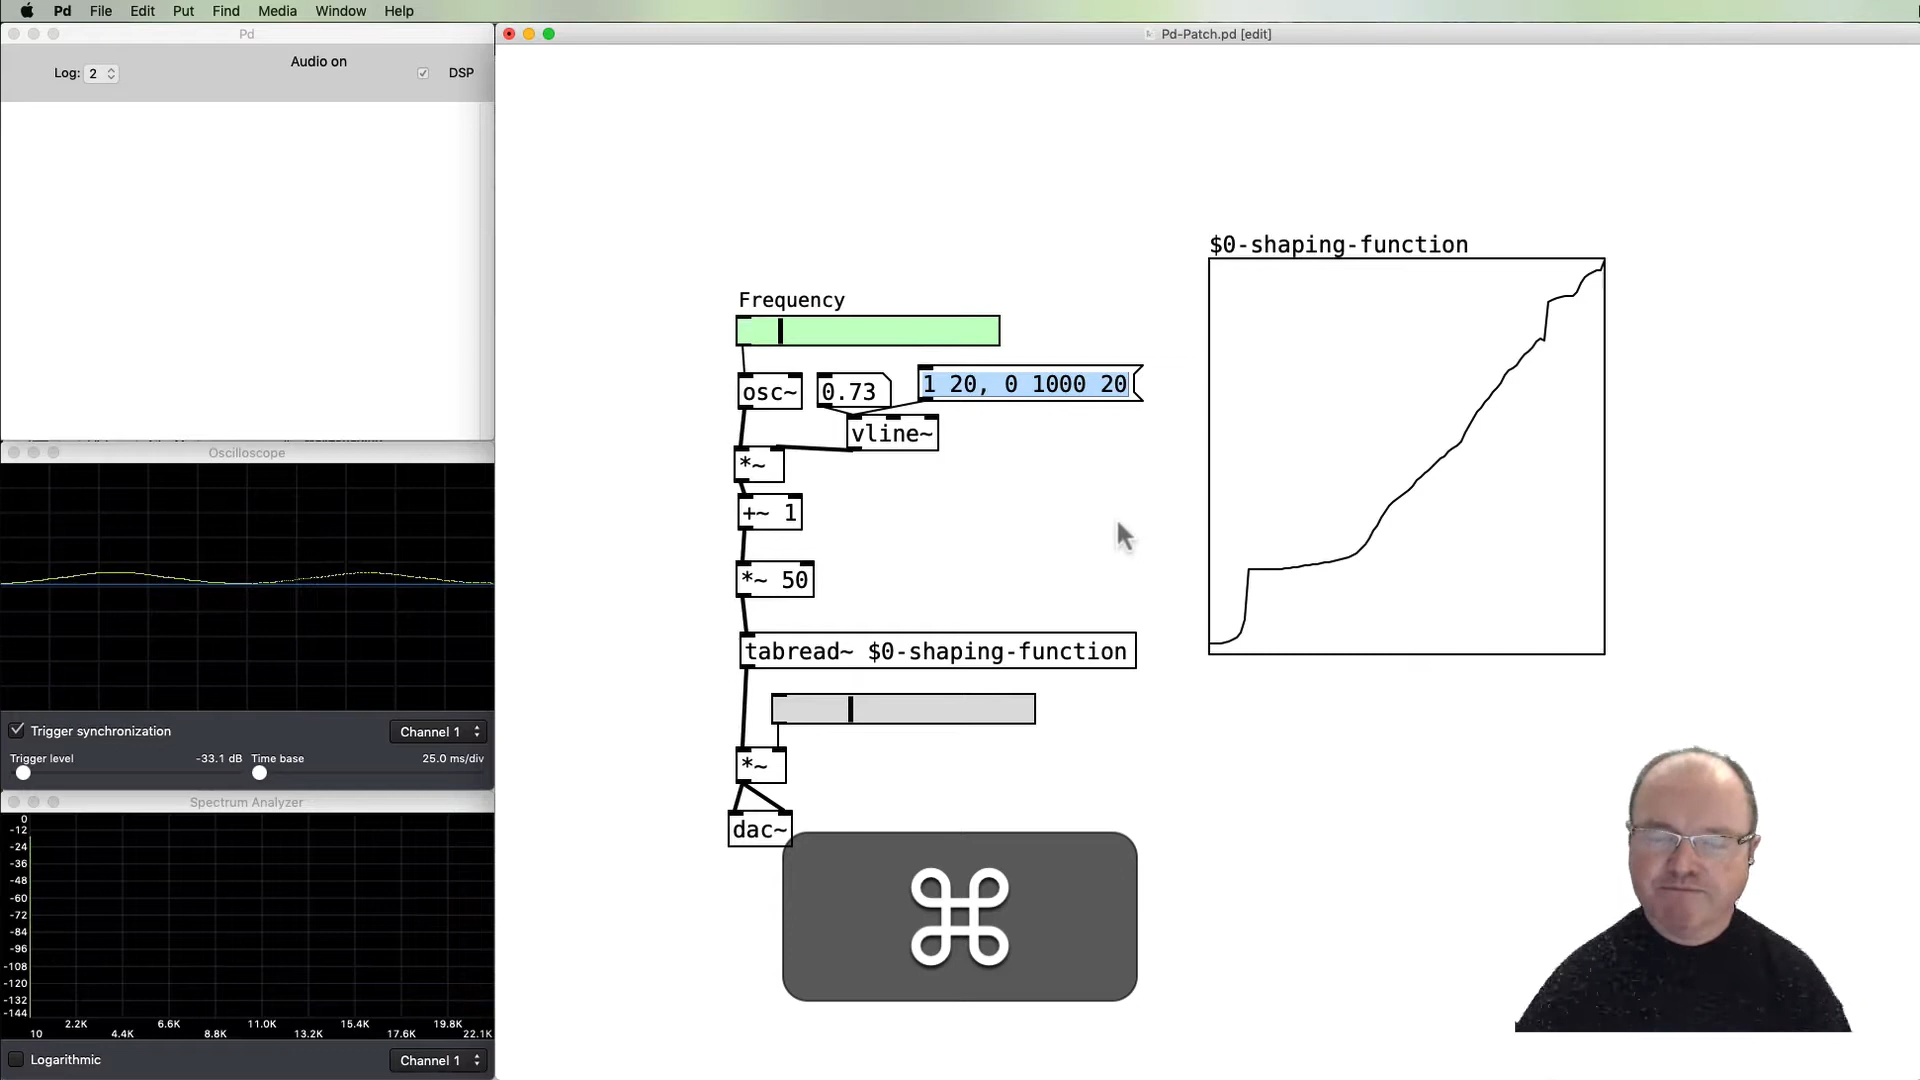 Pd File Edit Put Find Media Window Help
Pd
Audio on
Log: 2
DSP
Oscilloscope
Trigger synchronization
Channel 1
Trigger level
-33.1 dB
Time base
25.0 ms/div
Spectrum Analyzer
0
-12
-24
-36
-48
-60
-72
-84
-96
-108
-120
-132
-144
2.2K 6.6K 11.0K 15.4K 19.8K
10 4.4K 8.8K 13.2K 17.6K 22.1K
Logarithmic
Channel 1
Pd-Patch.pd [edit]
$0-shaping-function
Frequency
osc~
0.73
1 20, 0 1000 20
vline~
*~
+~ 1
*~ 50
tabread~ $0-shaping-function
*~
dac~
⌘